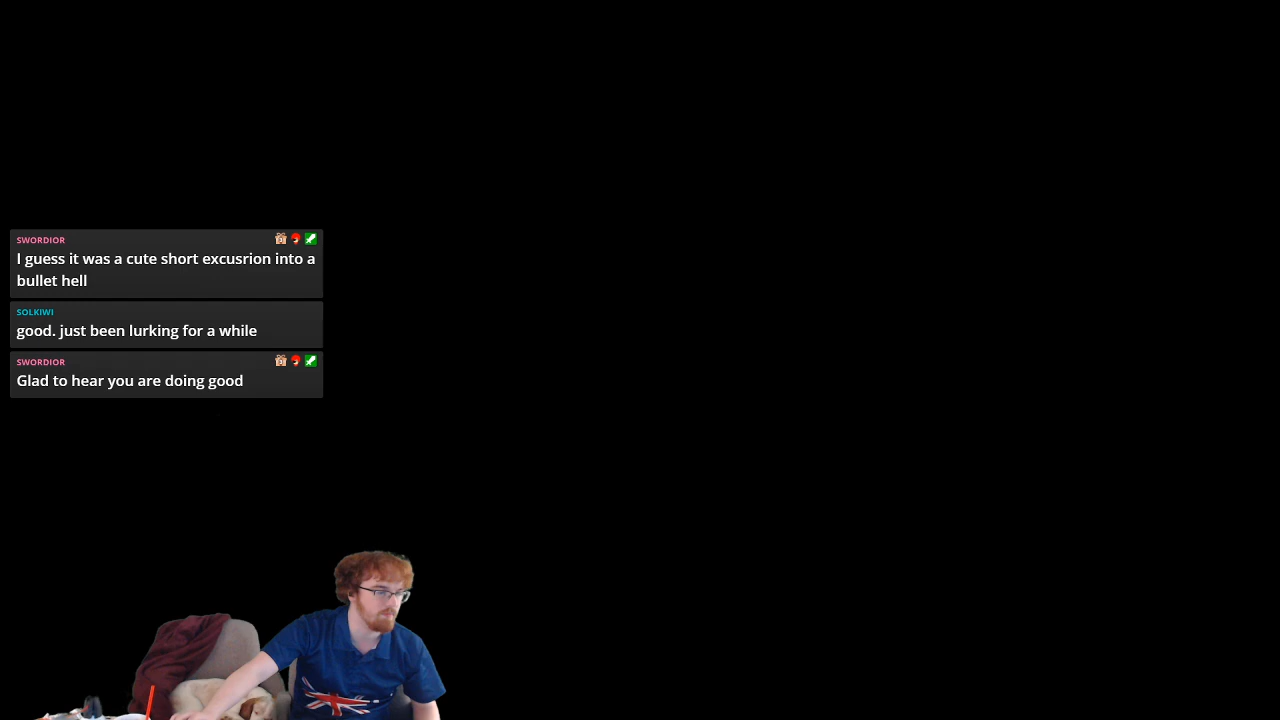 SWORDIOR
I guess it was a cute short excusrion into a
bullet hell
SOLKIWI
good. just been lurking for a while
SWORDIOR
Glad to hear you are doing good